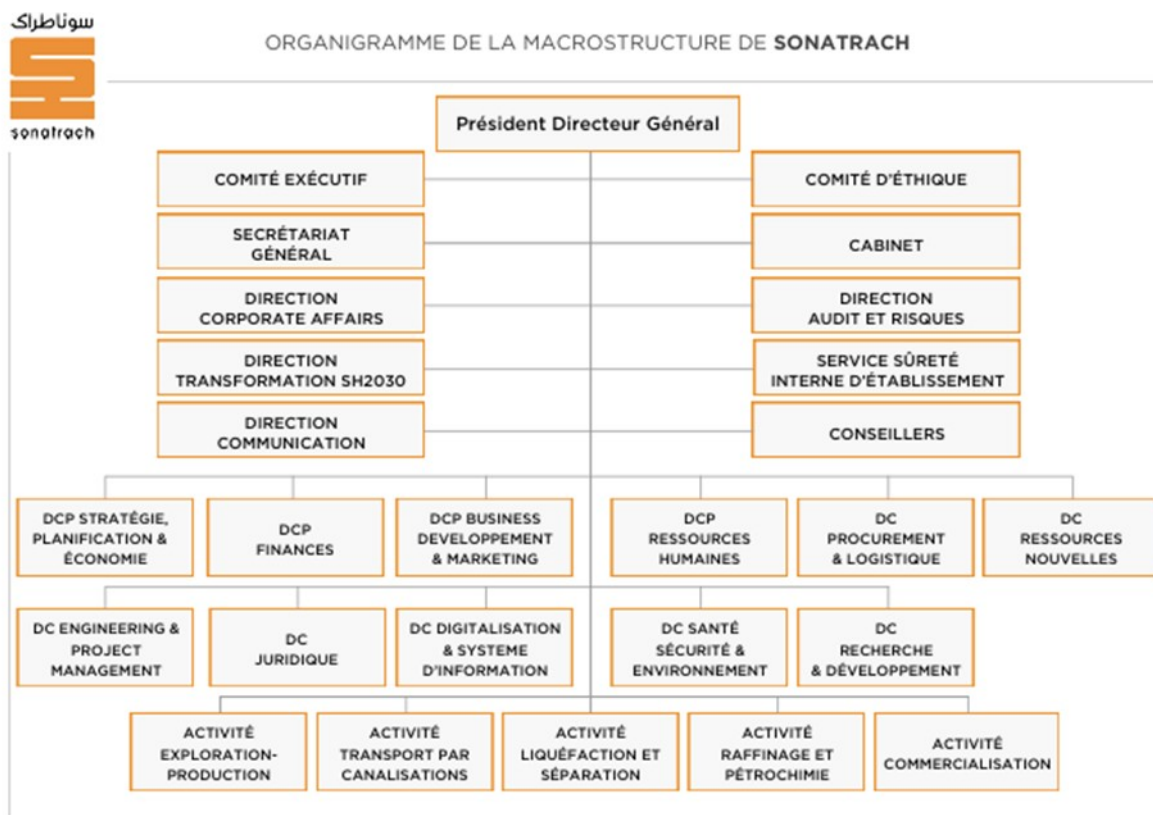 سوناطراك
sonatrach
ORGANIGRAMME DE LA MACROSTRUCTURE DE SONATRACH
Président Directeur Général
COMITÉ EXÉCUTIF
COMITÉ D'ÉTHIQUE
SECRÉTARIAT
GÉNÉRAL
CABINET
DIRECTION
CORPORATE AFFAIRS
DIRECTION
AUDIT ET RISQUES
DIRECTION
TRANSFORMATION SH2030
SERVICE SÛRETÉ
INTERNE D'ÉTABLISSEMENT
DIRECTION
COMMUNICATION
CONSEILLERS
DCP STRATÉGIE,
PLANIFICATION &
ÉCONOMIE
DCP
FINANCES
DCP BUSINESS
DEVELOPPEMENT
& MARKETING
DCP
RESSOURCES
HUMAINES
DC
PROCUREMENT
& LOGISTIQUE
DC
RESSOURCES
NOUVELLES
DC ENGINEERING &
PROJECT
MANAGEMENT
DC
JURIDIQUE
DC DIGITALISATION
& SYSTEME
D'INFORMATION
DC SANTÉ
SÉCURITÉ &
ENVIRONNEMENT
DC
RECHERCHE
& DÉVELOPPEMENT
ACTIVITÉ
EXPLORATION-
PRODUCTION
ACTIVITÉ
TRANSPORT PAR
CANALISATIONS
ACTIVITÉ
LIQUÉFACTION ET
SÉPARATION
ACTIVITÉ
RAFFINAGE ET
PÉTROCHIMIE
ACTIVITÉ
COMMERCIALISATION